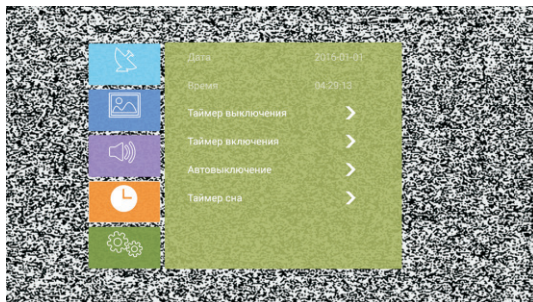 Дата 2016-01-01
Время 04:29:13
Таймер выключения
Таймер включения
Автовыключение
Таймер сна